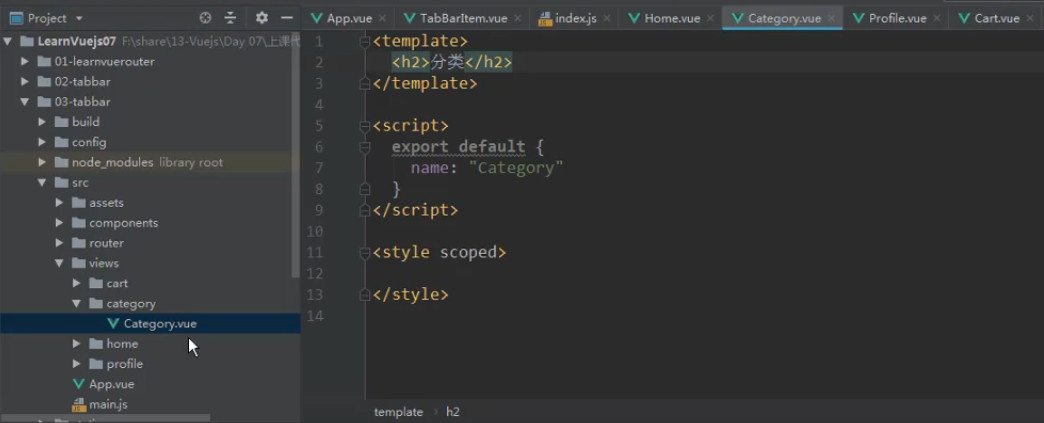 Project
App.vue TabBarItem.vue index.js Home.vue Category.vue Profile.vue Cart.vue
LearnVuejs07 F:\share\13-Vuejs\Day 07\上课代
01-learnvuerouter
02-tabbar
03-tabbar
build
config
node_modules library root
src
assets
components
router
views
cart
category
Category.vue
home
profile
App.vue
main.js
1 <template>
2 <h2>分类</h2>
3 </template>
4
5 <script>
6 export default {
7 name: "Category"
8 }
9 </script>
10
11 <style scoped>
12
13 </style>
14
template › h2